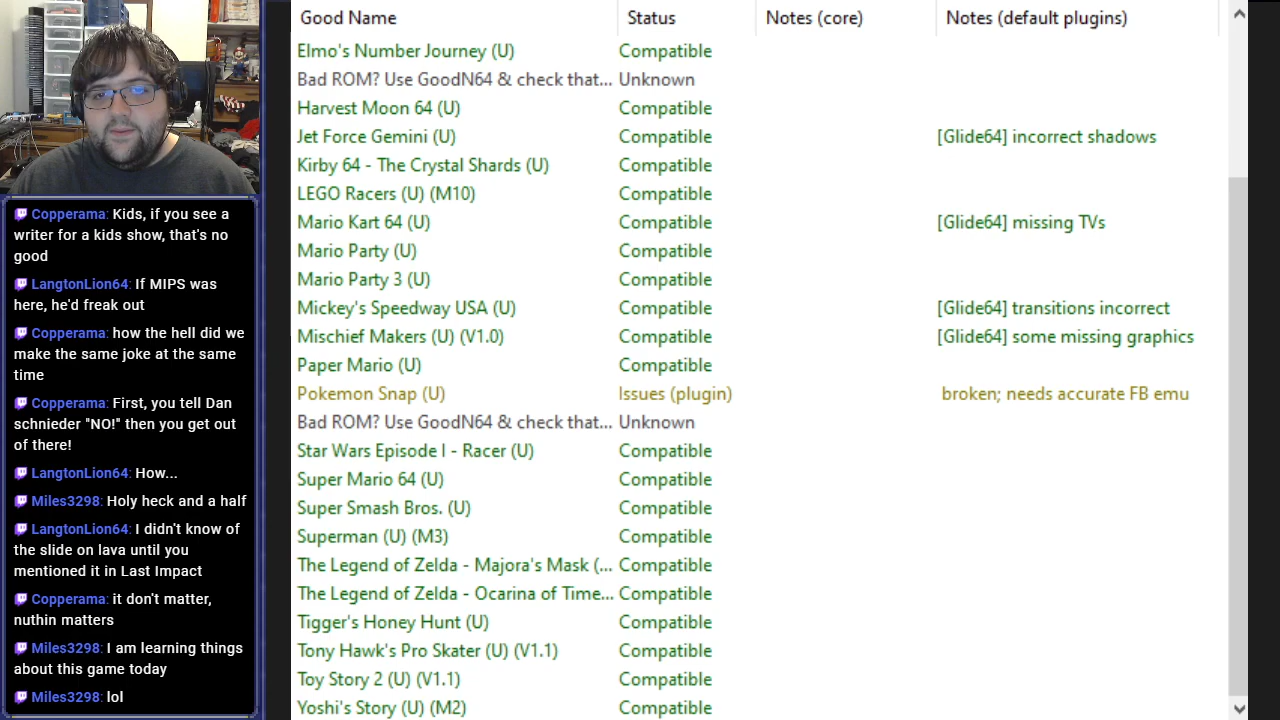 Copperama: Kids, if you see a
writer for a kids show, that's no
good
LangtonLion64: If MIPS was
here, he'd freak out
Copperama: how the hell did we
make the same joke at the same
time
Copperama: First, you tell Dan
schnieder "NO!" then you get out
of there!
LangtonLion64: How...
Miles3298: Holy heck and a half
LangtonLion64: I didn't know of
the slide on lava until you
mentioned it in Last Impact
Copperama: it don't matter,
nuthin matters
Miles3298: I am learning things
about this game today
Miles3298: lol
Good Name Status Notes (core) Notes (default plugins)
Elmo's Number Journey (U) Compatible
Bad ROM? Use GoodN64 & check that... Unknown
Harvest Moon 64 (U) Compatible
Jet Force Gemini (U) Compatible [Glide64] incorrect shadows
Kirby 64 - The Crystal Shards (U) Compatible
LEGO Racers (U) (M10) Compatible
Mario Kart 64 (U) Compatible [Glide64] missing TVs
Mario Party (U) Compatible
Mario Party 3 (U) Compatible
Mickey's Speedway USA (U) Compatible [Glide64] transitions incorrect
Mischief Makers (U) (V1.0) Compatible [Glide64] some missing graphics
Paper Mario (U) Compatible
Pokemon Snap (U) Issues (plugin) broken; needs accurate FB emu
Bad ROM? Use GoodN64 & check that... Unknown
Star Wars Episode I - Racer (U) Compatible
Super Mario 64 (U) Compatible
Super Smash Bros. (U) Compatible
Superman (U) (M3) Compatible
The Legend of Zelda - Majora's Mask (... Compatible
The Legend of Zelda - Ocarina of Time... Compatible
Tigger's Honey Hunt (U) Compatible
Tony Hawk's Pro Skater (U) (V1.1) Compatible
Toy Story 2 (U) (V1.1) Compatible
Yoshi's Story (U) (M2) Compatible